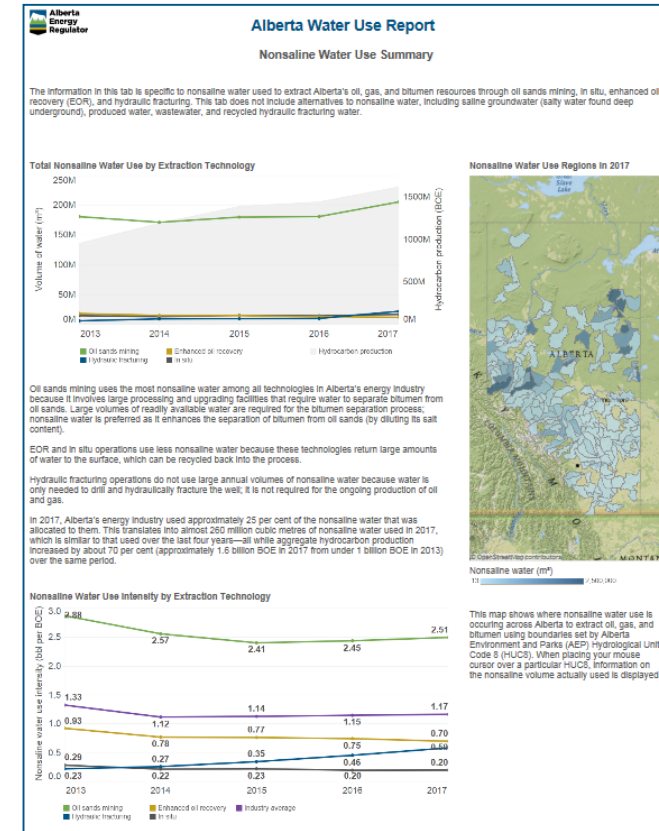 Alberta
Energy
Regulator
Alberta Water Use Report
Nonsaline Water Use Summary
The information in this tab is specific to nonsaline water used to extract Alberta's oil, gas, and bitumen resources through oil sands mining, in situ, enhanced oil
recovery (EOR), and hydraulic fracturing. This tab does not include alternatives to nonsaline water, including saline groundwater (salty water found deep
underground), produced water, wastewater, and recycled hydraulic fracturing water.
Total Nonsaline Water Use by Extraction Technology
Volume of water (m³)
250M
200M
150M
100M
50M
0M
Hydrocarbon production (BOE)
1500M
1000M
500M
0M
2013 2014 2015 2016 2017
Oil sands mining Enhanced oil recovery Hydrocarbon production
Hydraulic fracturing In situ
Oil sands mining uses the most nonsaline water among all technologies in Alberta's energy industry
because it involves large processing and upgrading facilities that require water to separate bitumen from
oil sands. Large volumes of readily available water are required for the bitumen separation process;
nonsaline water is preferred as it enhances the separation of bitumen from oil sands (by diluting its salt
content).
EOR and in situ operations use less nonsaline water because these technologies return large amounts
of water to the surface, which can be recycled back into the process.
Hydraulic fracturing operations do not use large annual volumes of nonsaline water because water is
only needed to drill and hydraulically fracture the well; it is not required for the ongoing production of oil
and gas.
In 2017, Alberta's energy industry used approximately 25 per cent of the nonsaline water that was
allocated to them. This translates into almost 260 million cubic metres of nonsaline water used in 2017,
which is similar to that used over the last four years—all while aggregate hydrocarbon production
increased by about 70 per cent (approximately 1.6 billion BOE in 2017 from under 1 billion BOE in 2013)
over the same period.
Nonsaline Water Use Regions in 2017
Slave
Lake
ALBERTA
MONTAN
© OpenStreetMap contributors
Nonsaline water (m³)
13 2,500,000
This map shows where nonsaline water use is
occuring across Alberta to extract oil, gas, and
bitumen using boundaries set by Alberta
Environment and Parks (AEP) Hydrological Unit
Code 8 (HUC8). When placing your mouse
cursor over a particular HUC8, information on
the nonsaline volume actually used is displayed
Nonsaline Water Use Intensity by Extraction Technology
Nonsaline water use intensity (bbl per BOE)
3.0
2.5
2.0
1.5
1.0
0.5
0.0
2.88 2.57 2.41 2.45 2.51
1.33 1.12 1.14 1.15 1.17
0.93 0.78 0.77 0.75 0.70
0.23 0.27 0.35 0.46 0.59
0.29 0.22 0.23 0.20 0.20
2013 2014 2015 2016 2017
Oil sands mining Enhanced oil recovery Industry average
Hydraulic fracturing In situ